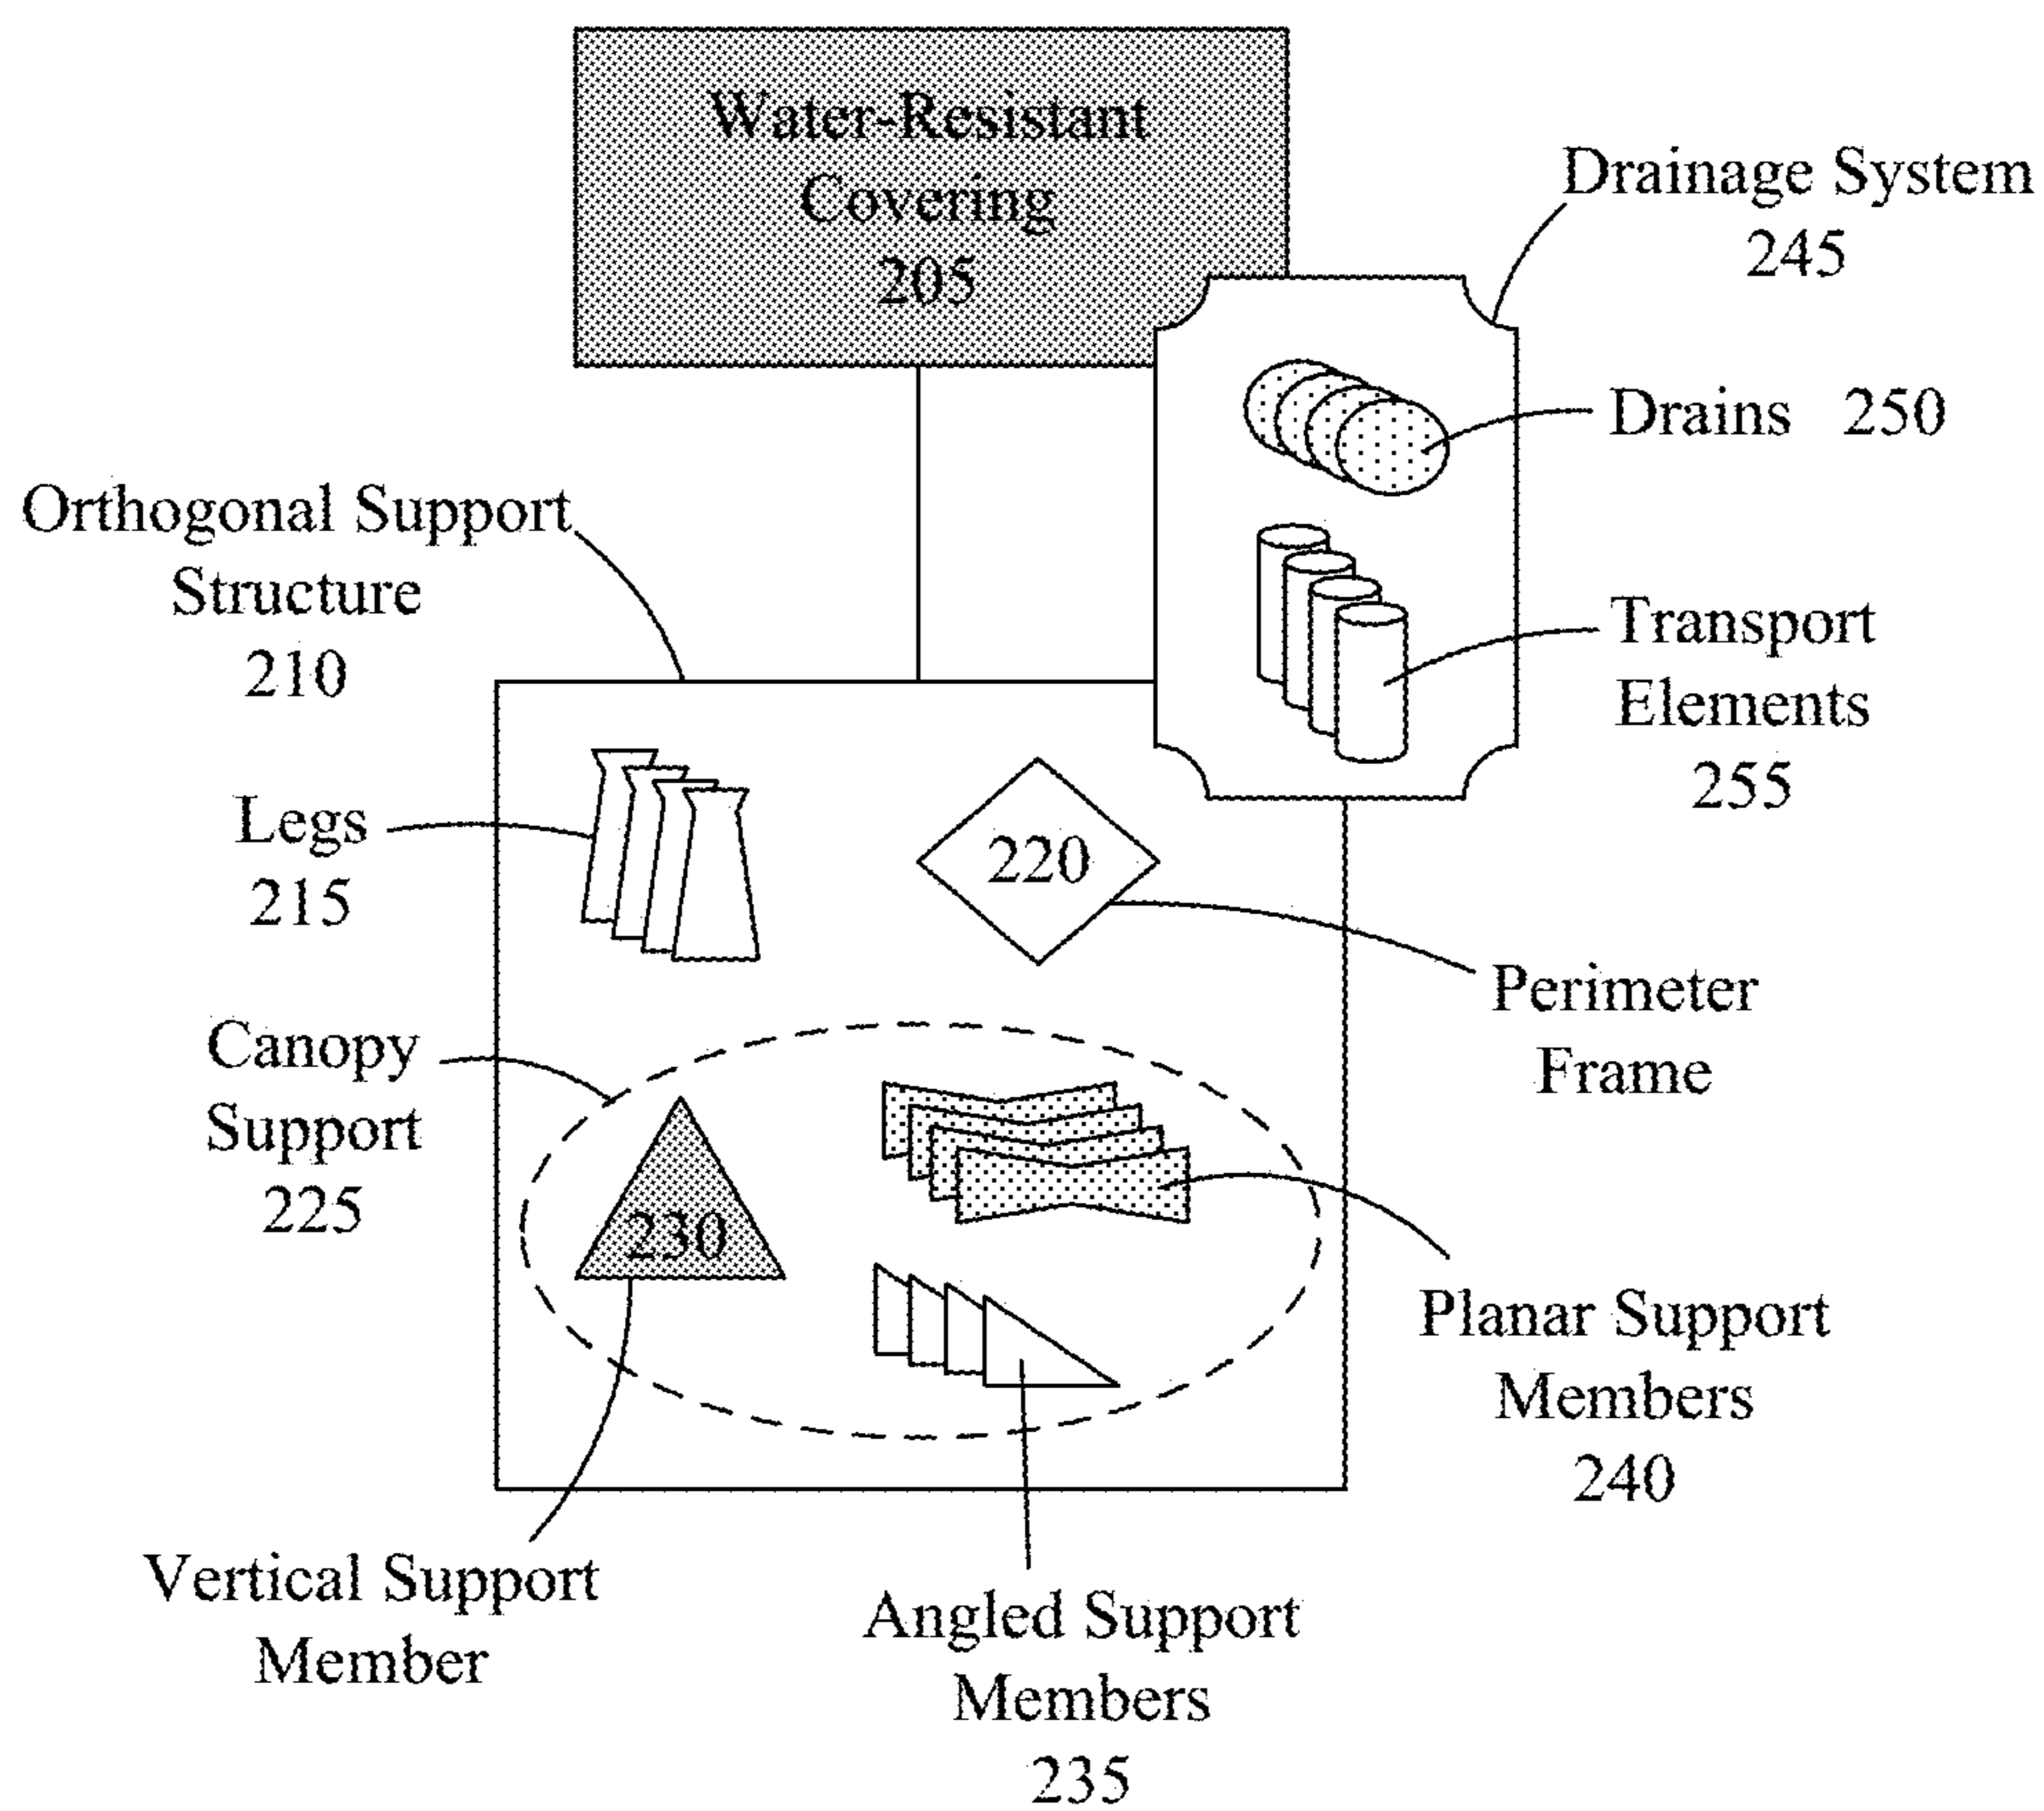 Water-Resistant
Covering
205
Drainage System
245
Drains 250
Orthogonal Support
Structure
210
Transport
Elements
255
Legs
215
220
Perimeter
Frame
Canopy
Support
225
230
Planar Support
Members
240
Vertical Support
Member
Angled Support
Members
235